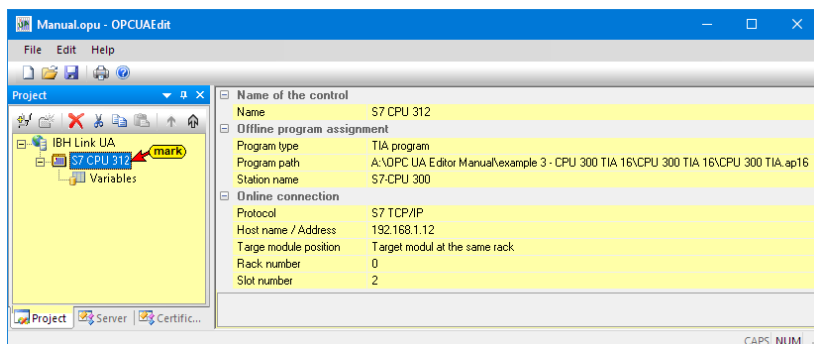 Manual.opu - OPCUAEdit
File Edit Help
Project
IBH Link UA
S7 CPU 312
mark
Variables
Project Server Certific...
Name of the control
Name S7 CPU 312
Offline program assignment
Program type TIA program
Program path A:\OPC UA Editor Manual\example 3 - CPU 300 TIA 16\CPU 300 TIA 16\CPU 300 TIA.ap16
Station name S7-CPU 300
Online connection
Protocol S7 TCP/IP
Host name / Address 192.168.1.12
Targe module position Target modul at the same rack
Rack number 0
Slot number 2
CAPS NUM